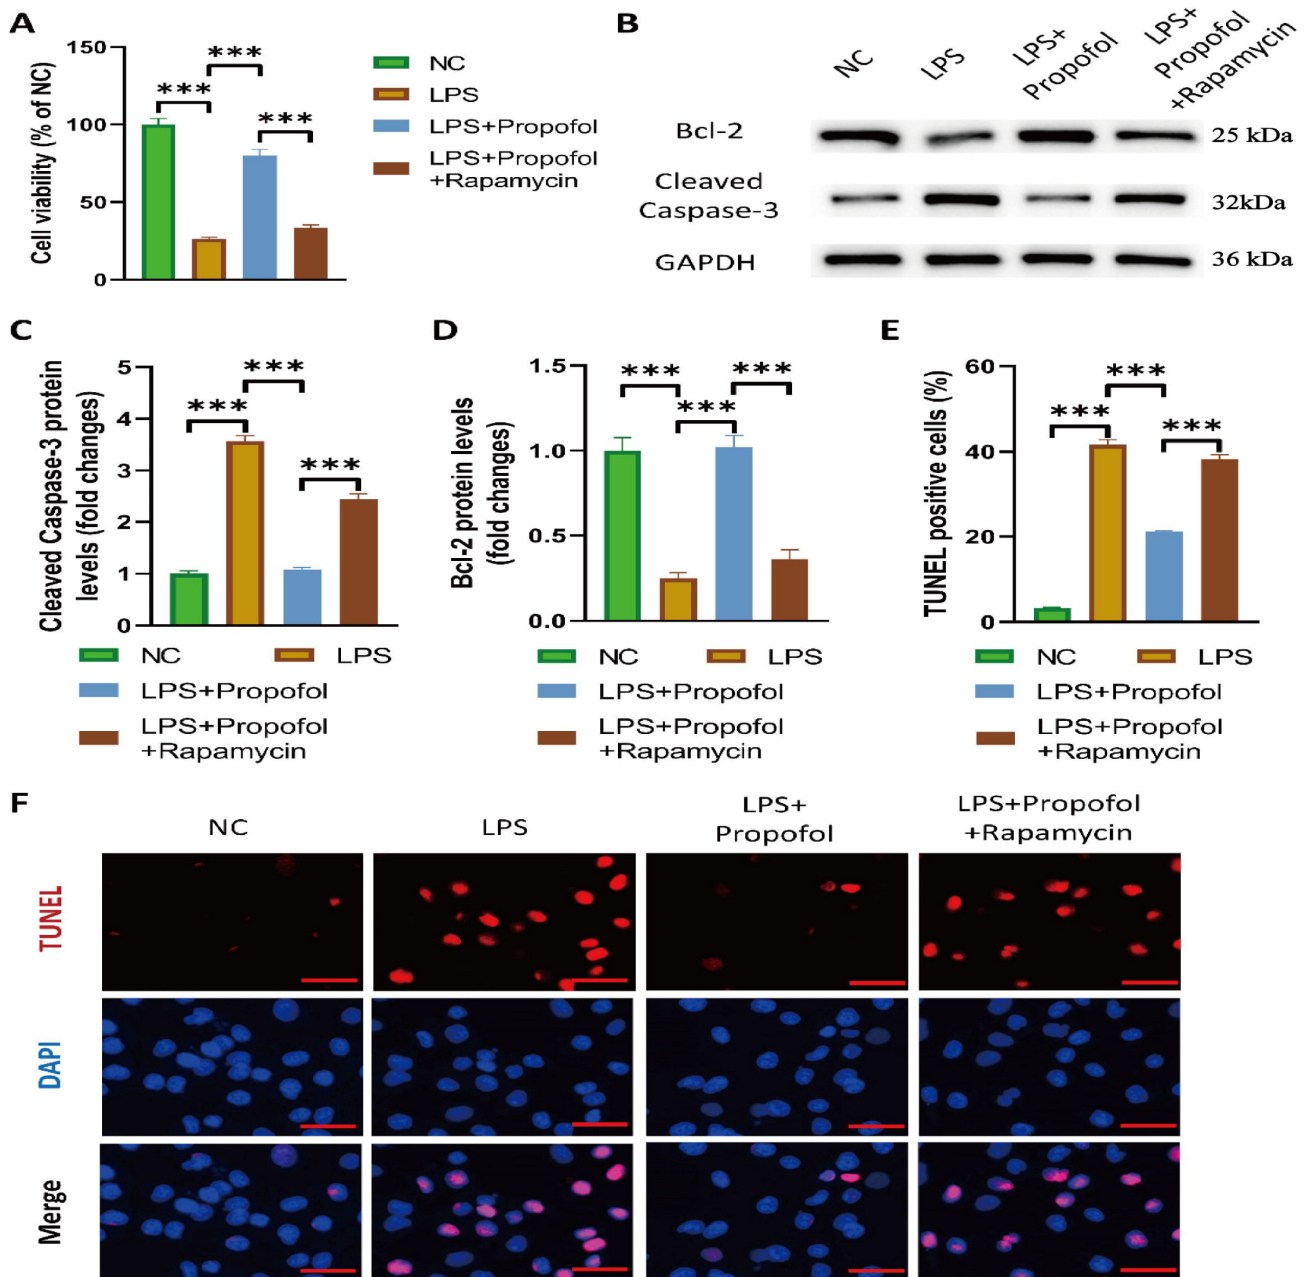 A
Cell viability (% of NC)
150
100
50
0
***
***
***
NC
LPS
LPS+Propofol
LPS+Propofol
+Rapamycin
B
NC
LPS
LPS+
Propofol
LPS+
Propofol
+Rapamycin
Bcl-2
25 kDa
Cleaved
Caspase-3
32kDa
GAPDH
36 kDa
C
Cleaved Caspase-3 protein
levels (fold changes)
5
4
3
2
1
0
***
***
***
NC
LPS
LPS+Propofol
LPS+Propofol
+Rapamycin
D
Bcl-2 protein levels
(fold changes)
1.5
1.0
0.5
0.0
***
***
***
NC
LPS
LPS+Propofol
LPS+Propofol
+Rapamycin
E
TUNEL positive cells (%)
60
40
20
0
***
***
***
NC
LPS
LPS+Propofol
LPS+Propofol
+Rapamycin
F
NC
LPS
LPS+
Propofol
LPS+Propofol
+Rapamycin
TUNEL
DAPI
Merge